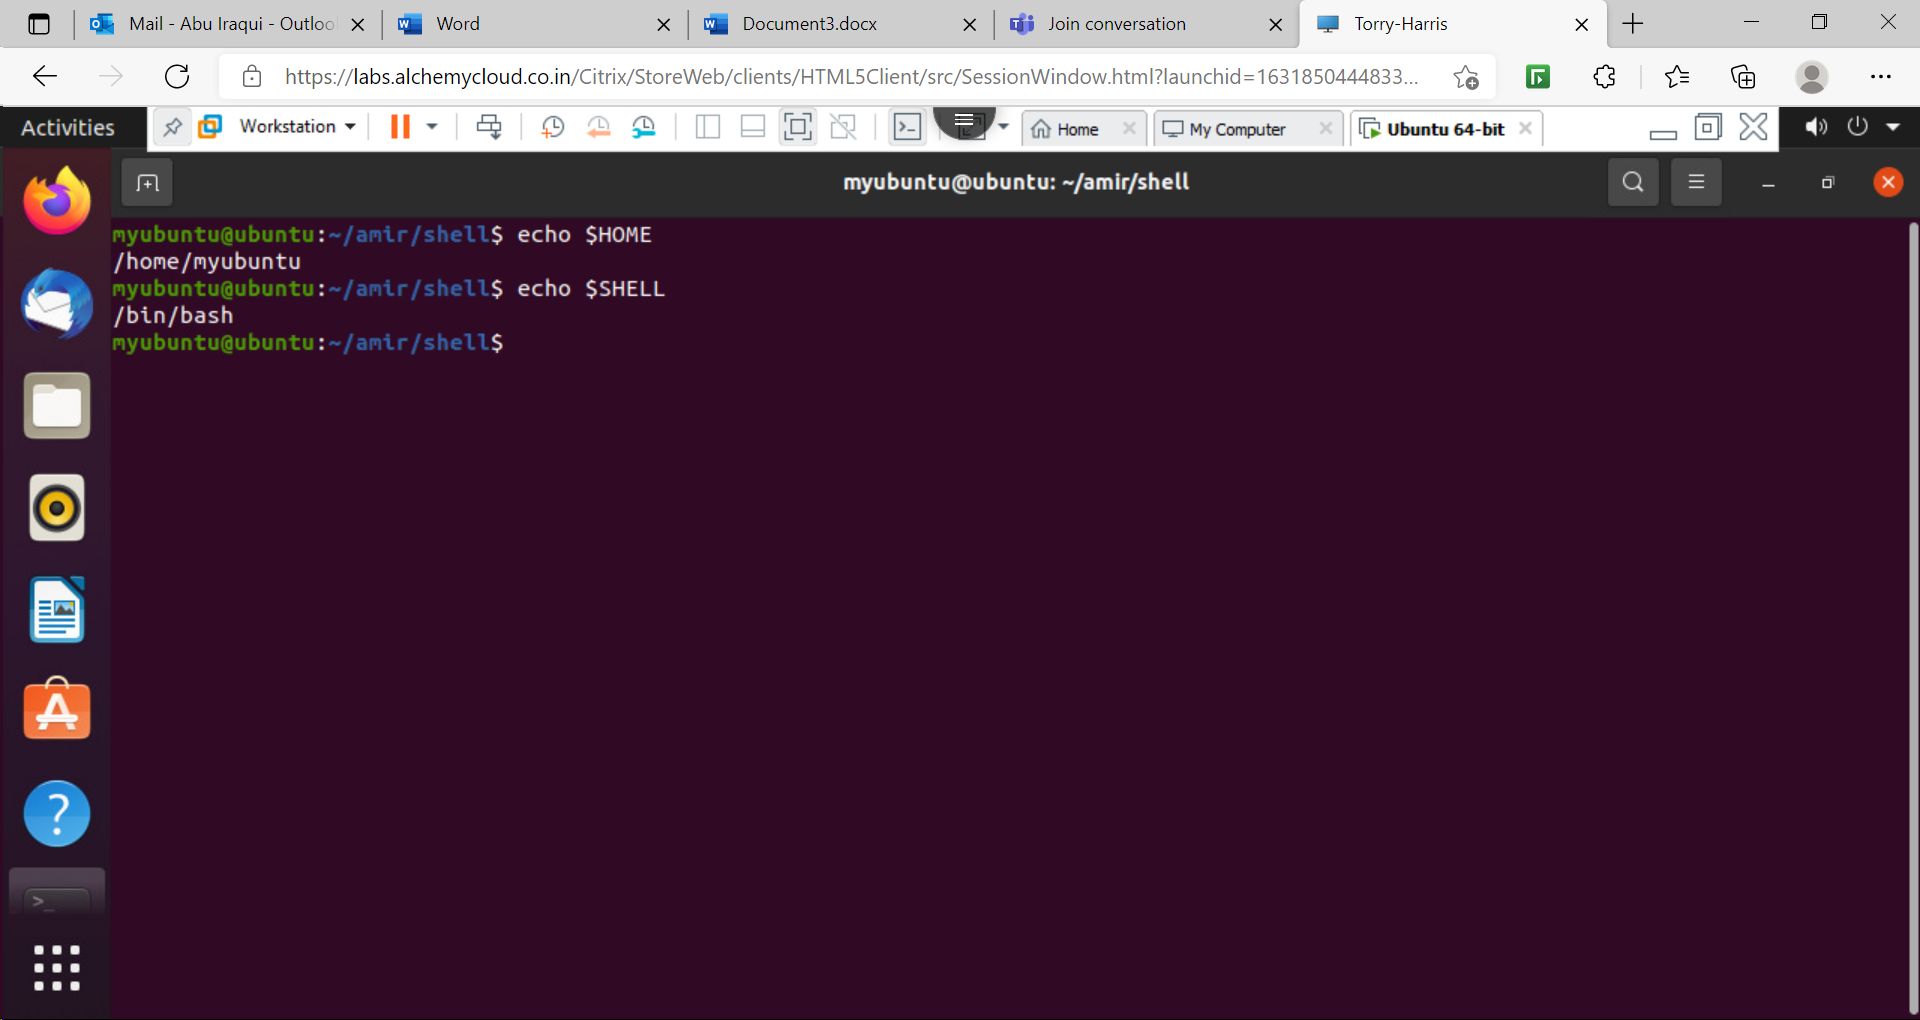 Mail - Abu Iraqui - Outloo
Word
Document3.docx
Join conversation
Torry-Harris
https://labs.alchemycloud.co.in/Citrix/StoreWeb/clients/HTML5Client/src/SessionWindow.html?launchid=1631850444833...
Activities
Workstation
Home
My Computer
Ubuntu 64-bit
myubuntu@ubuntu: ~/amir/shell
myubuntu@ubuntu:~/amir/shell$ echo $HOME
/home/myubuntu
myubuntu@ubuntu:~/amir/shell$ echo $SHELL
/bin/bash
myubuntu@ubuntu:~/amir/shell$